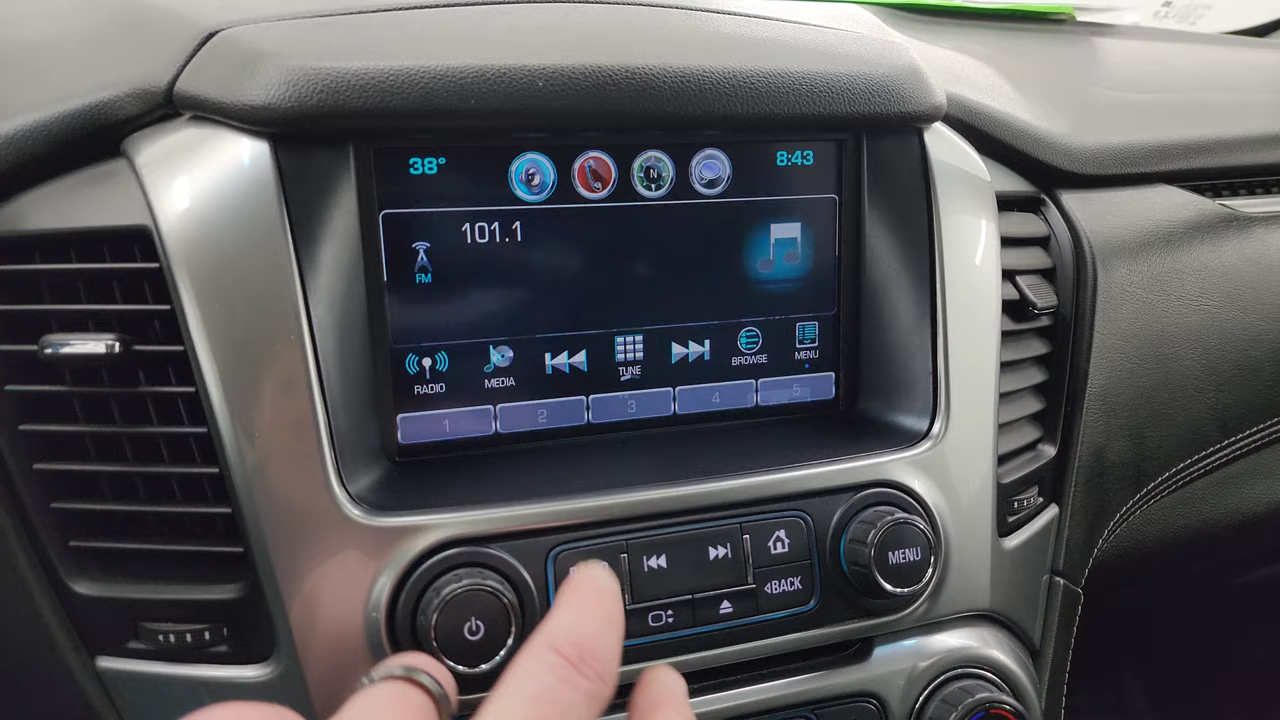 38° N 8:43
101.1
FM
RADIO MEDIA TUNE BROWSE MENU
1 2 3 4 5
MENU
BACK